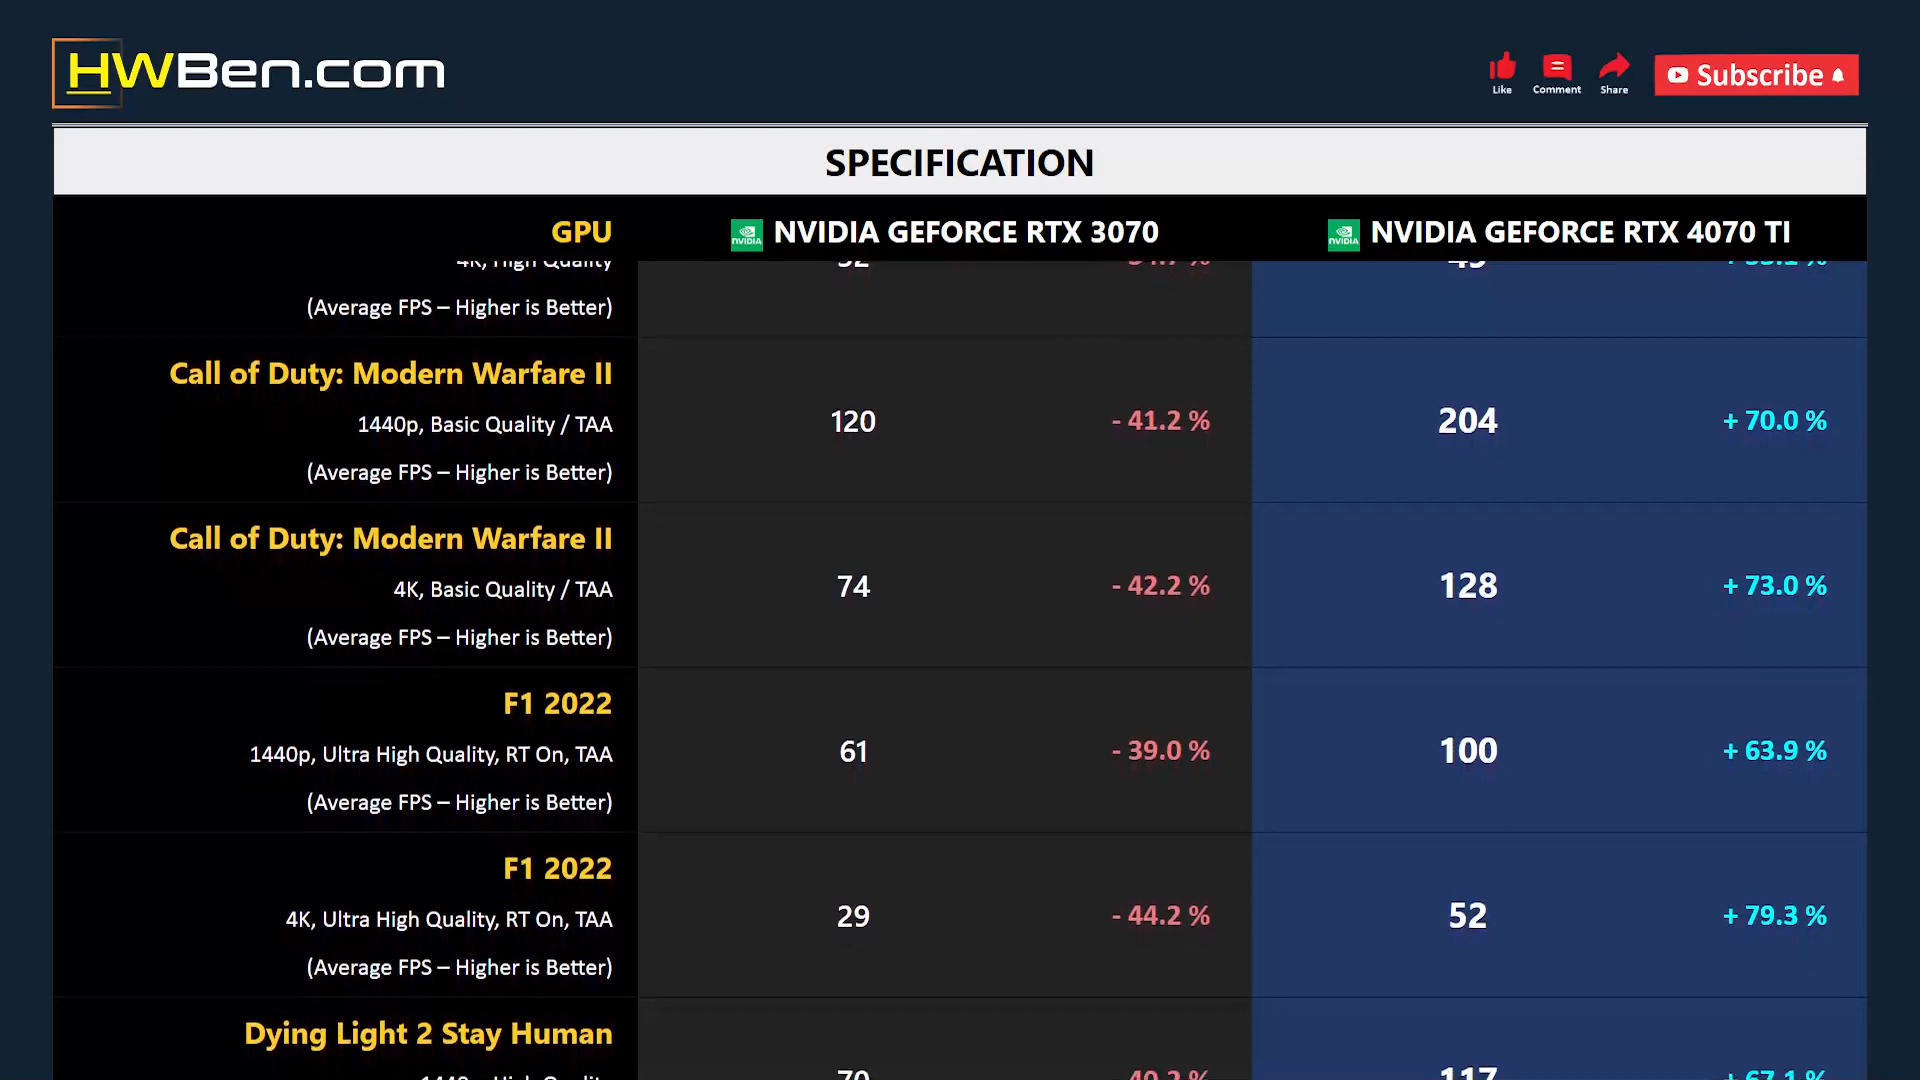 HWBen.com
Like
Comment
Share
Subscribe
SPECIFICATION
GPU
NVIDIA GEFORCE RTX 3070
NVIDIA GEFORCE RTX 4070 TI
4K, High Quality
(Average FPS – Higher is Better)
Call of Duty: Modern Warfare II
1440p, Basic Quality / TAA
(Average FPS – Higher is Better)
120 - 41.2 % 204 + 70.0 %
Call of Duty: Modern Warfare II
4K, Basic Quality / TAA
(Average FPS – Higher is Better)
74 - 42.2 % 128 + 73.0 %
F1 2022
1440p, Ultra High Quality, RT On, TAA
(Average FPS – Higher is Better)
61 - 39.0 % 100 + 63.9 %
F1 2022
4K, Ultra High Quality, RT On, TAA
(Average FPS – Higher is Better)
29 - 44.2 % 52 + 79.3 %
Dying Light 2 Stay Human
117